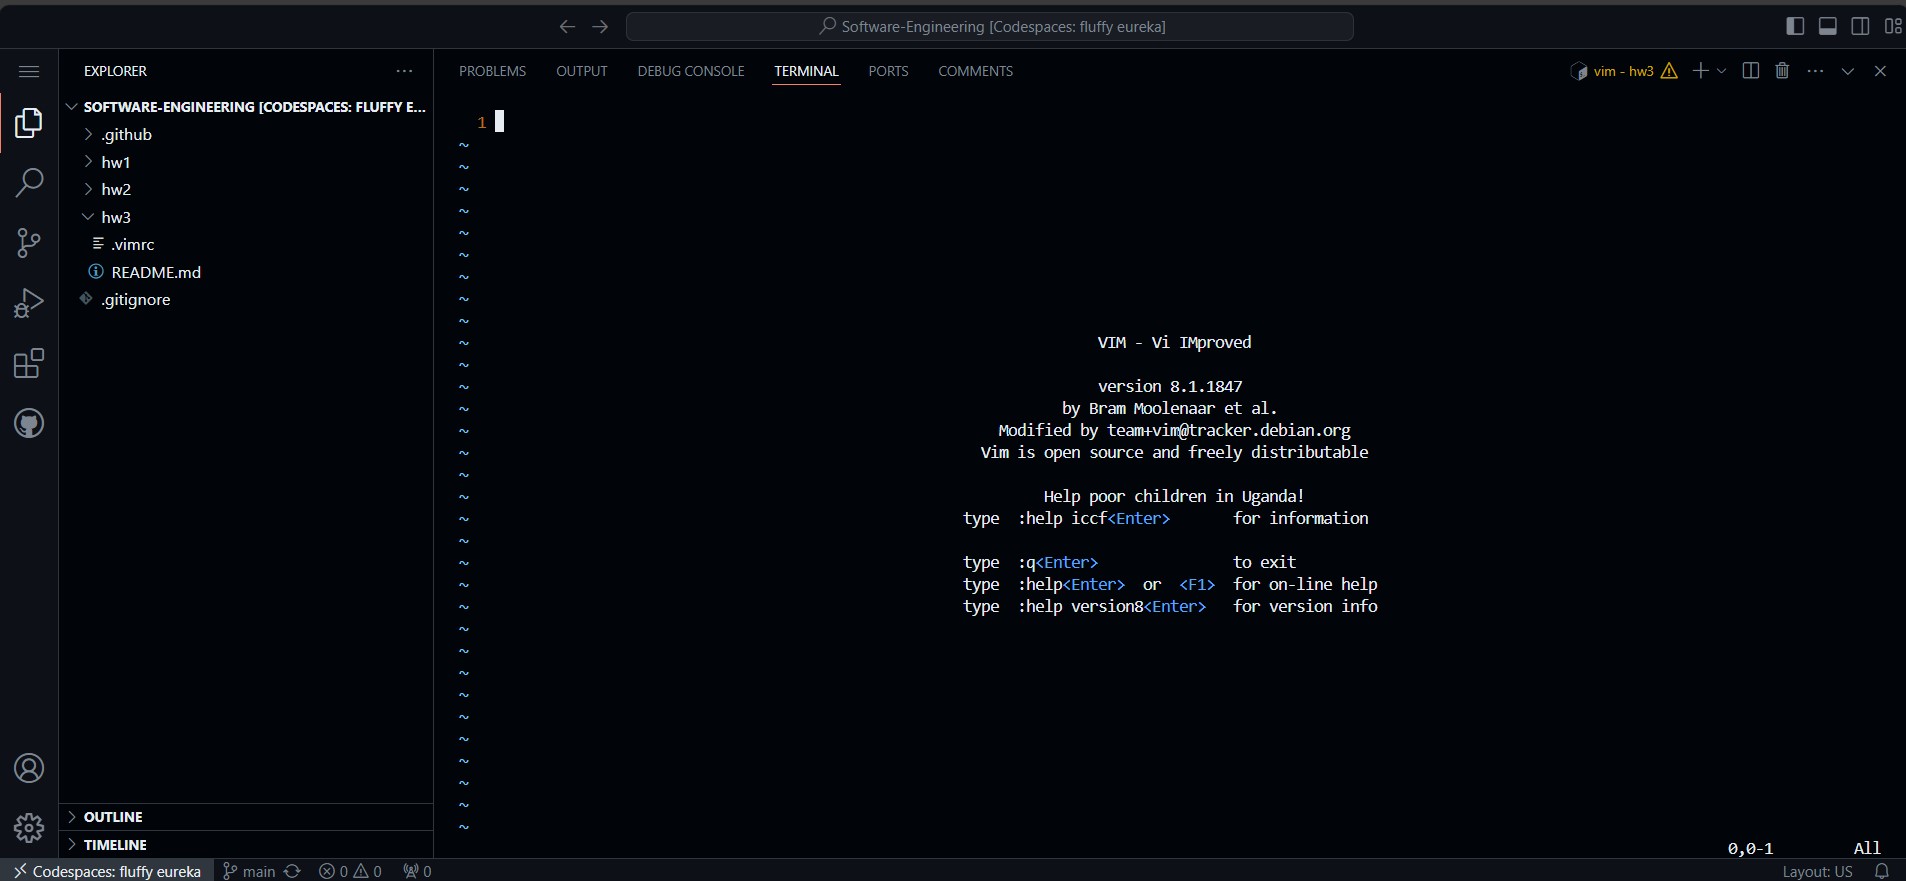 Software-Engineering [Codespaces: fluffy eureka]
EXPLORER
SOFTWARE-ENGINEERING [CODESPACES: FLUFFY E...
.github
hw1
hw2
hw3
.vimrc
README.md
.gitignore
OUTLINE
TIMELINE
PROBLEMS OUTPUT DEBUG CONSOLE TERMINAL PORTS COMMENTS
vim - hw3
1
~
~
~
~
~
~
~
~
~
~ VIM - Vi IMproved
~
~ version 8.1.1847
~ by Bram Moolenaar et al.
~ Modified by team+vim@tracker.debian.org
~ Vim is open source and freely distributable
~
~ Help poor children in Uganda!
~ type :help iccf<Enter> for information
~
~ type :q<Enter> to exit
~ type :help<Enter> or <F1> for on-line help
~ type :help version8<Enter> for version info
~
~
~
~
~
~
~
~
~
~
0,0-1 All
Codespaces: fluffy eureka main 0 0 0 Layout: US